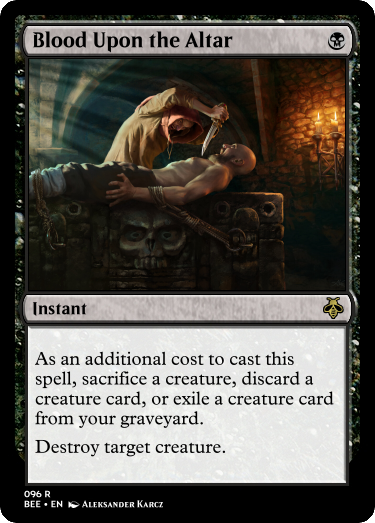 Blood Upon the Altar
Instant
As an additional cost to cast this
spell, sacrifice a creature, discard a
creature card, or exile a creature card
from your graveyard.
Destroy target creature.
096 R
BEE • EN Aleksander Karcz